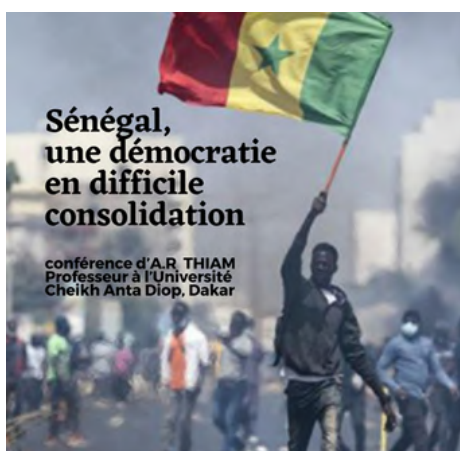 Sénégal,
une démocratie
en difficile
consolidation
conférence d'A.R THIAM
Professeur à l'Université
Cheikh Anta Diop, Dakar